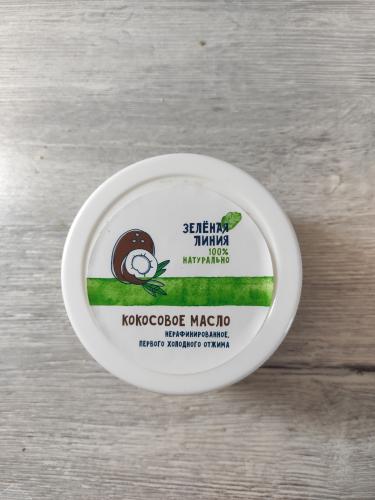 ЗЕЛЁНАЯ
ЛИНИЯ
100%
НАТУРАЛЬНО
КОКОСОВОЕ МАСЛО
НЕРАФИНИРОВАННОЕ,
ПЕРВОГО ХОЛОДНОГО ОТЖИМА